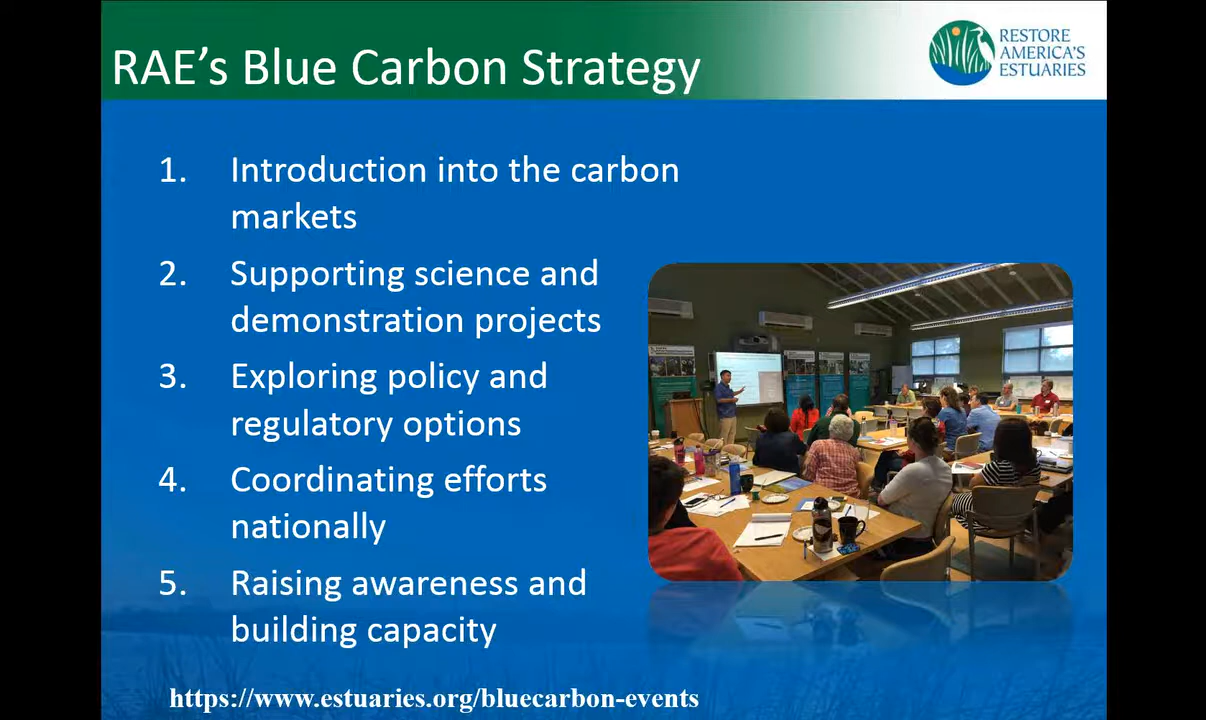 RAE's Blue Carbon Strategy
RESTORE
AMERICA'S
ESTUARIES
1. Introduction into the carbon
markets
2. Supporting science and
demonstration projects
3. Exploring policy and
regulatory options
4. Coordinating efforts
nationally
5. Raising awareness and
building capacity
https://www.estuaries.org/bluecarbon-events